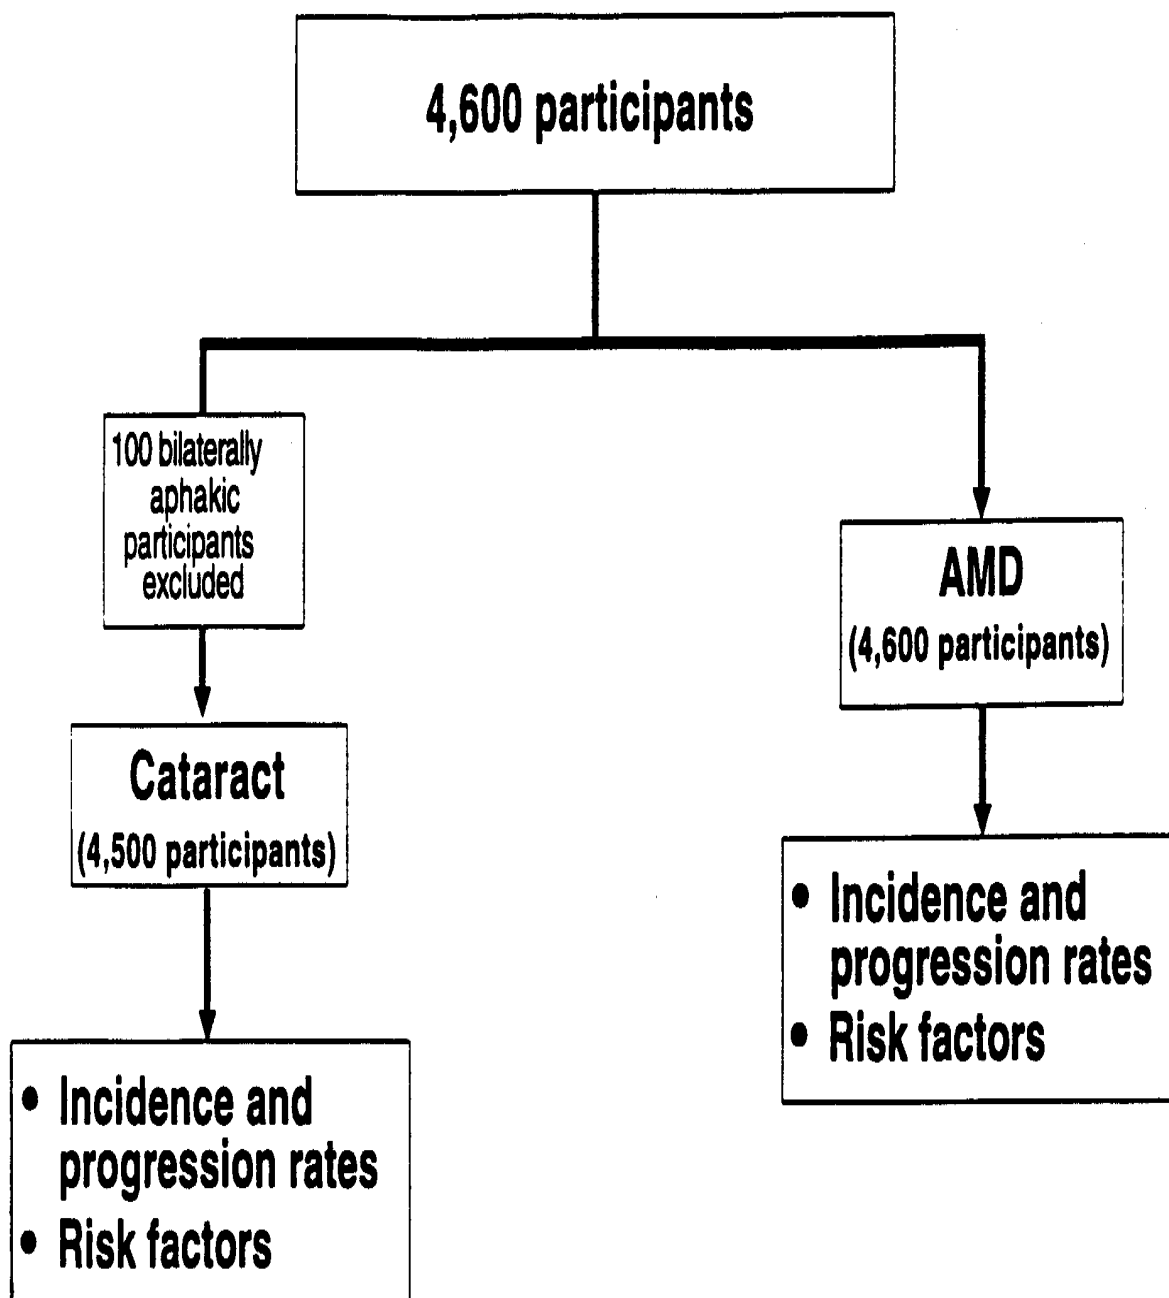 4,600 participants
100 bilaterally
aphakic
participants
excluded
AMD
(4,600 participants)
Cataract
(4,500 participants)
• Incidence and
progression rates
• Risk factors
• Incidence and
progression rates
• Risk factors